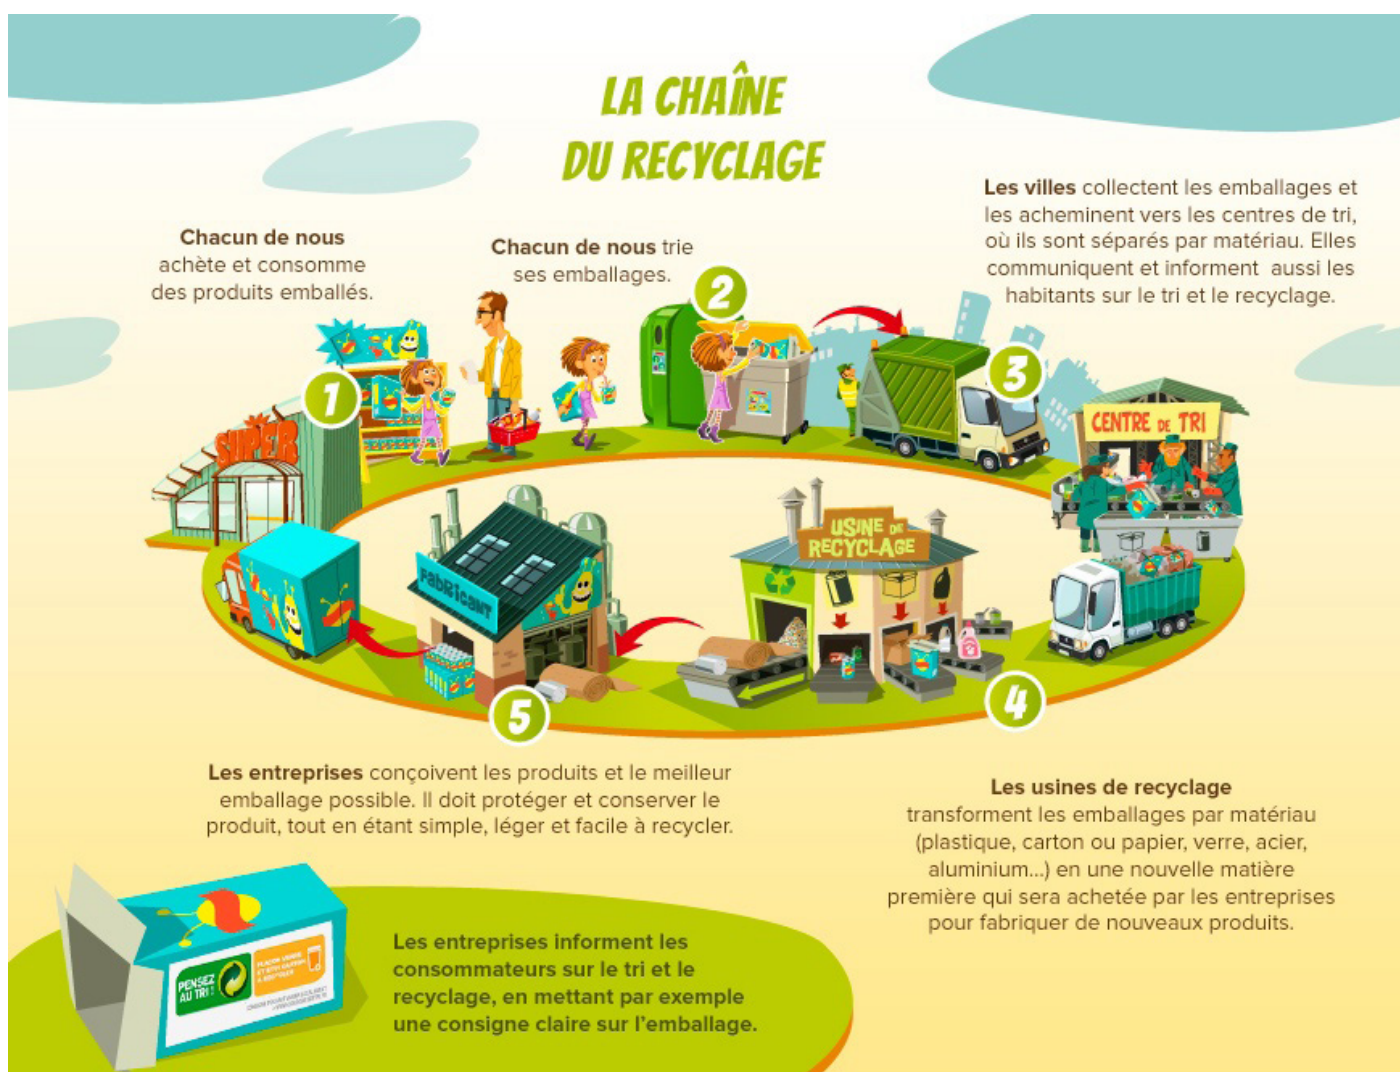 LA CHAÎNE
DU RECYCLAGE
Chacun de nous
achète et consomme
des produits emballés.
Chacun de nous trie
ses emballages.
Les villes collectent les emballages et
les acheminent vers les centres de tri,
où ils sont séparés par matériau. Elles
communiquent et informent aussi les
habitants sur le tri et le recyclage.
1
2
3
SUPER
CENTRE DE TRI
USINE DE
RECYCLAGE
FABRICANT
4
5
Les entreprises conçoivent les produits et le meilleur
emballage possible. Il doit protéger et conserver le
produit, tout en étant simple, léger et facile à recycler.
Les usines de recyclage
transforment les emballages par matériau
(plastique, carton ou papier, verre, acier,
aluminium...) en une nouvelle matière
première qui sera achetée par les entreprises
pour fabriquer de nouveaux produits.
PENSEZ
AU TRI !
Les entreprises informent les
consommateurs sur le tri et le
recyclage, en mettant par exemple
une consigne claire sur l'emballage.